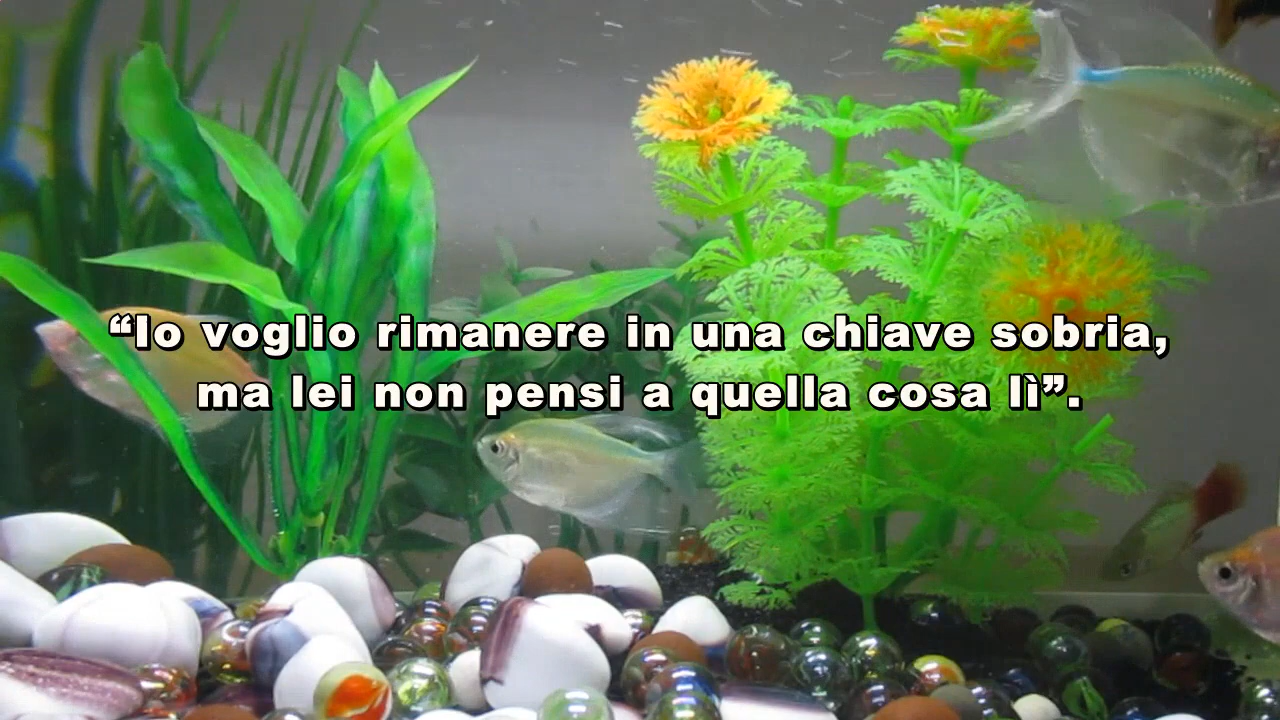 “Io voglio rimanere in una chiave sobria,
ma lei non pensi a quella cosa lì”.